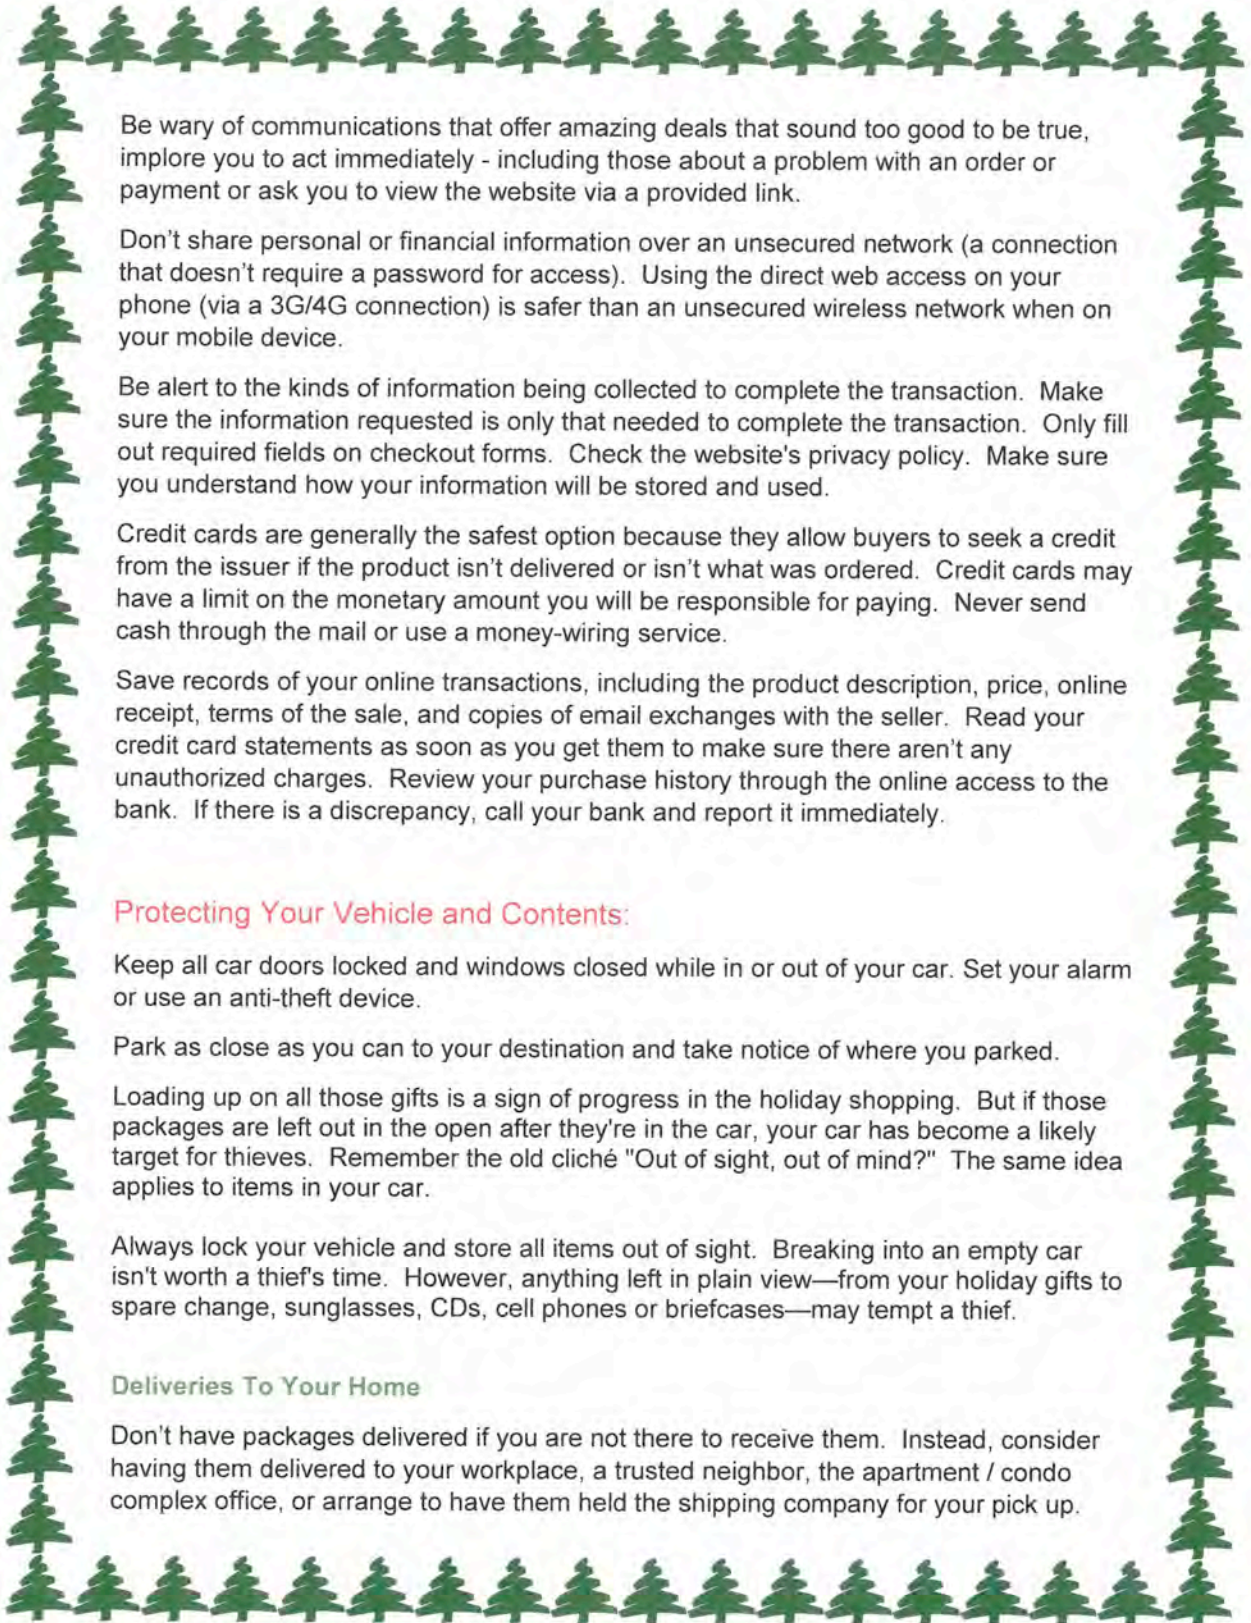 Be wary of communications that offer amazing deals that sound too good to be true,
implore you to act immediately - including those about a problem with an order or
payment or ask you to view the website via a provided link.
Don't share personal or financial information over an unsecured network (a connection
that doesn't require a password for access). Using the direct web access on your
phone (via a 3G/4G connection) is safer than an unsecured wireless network when on
your mobile device.
Be alert to the kinds of information being collected to complete the transaction. Make
sure the information requested is only that needed to complete the transaction. Only fill
out required fields on checkout forms. Check the website's privacy policy. Make sure
you understand how your information will be stored and used.
Credit cards are generally the safest option because they allow buyers to seek a credit
from the issuer if the product isn't delivered or isn't what was ordered. Credit cards may
have a limit on the monetary amount you will be responsible for paying. Never send
cash through the mail or use a money-wiring service.
Save records of your online transactions, including the product description, price, online
receipt, terms of the sale, and copies of email exchanges with the seller. Read your
credit card statements as soon as you get them to make sure there aren't any
unauthorized charges. Review your purchase history through the online access to the
bank. If there is a discrepancy, call your bank and report it immediately.
Protecting Your Vehicle and Contents:
Keep all car doors locked and windows closed while in or out of your car. Set your alarm
or use an anti-theft device.
Park as close as you can to your destination and take notice of where you parked.
Loading up on all those gifts is a sign of progress in the holiday shopping. But if those
packages are left out in the open after they're in the car, your car has become a likely
target for thieves. Remember the old cliché "Out of sight, out of mind?" The same idea
applies to items in your car.
Always lock your vehicle and store all items out of sight. Breaking into an empty car
isn't worth a thief's time. However, anything left in plain view—from your holiday gifts to
spare change, sunglasses, CDs, cell phones or briefcases—may tempt a thief.
Deliveries To Your Home
Don't have packages delivered if you are not there to receive them. Instead, consider
having them delivered to your workplace, a trusted neighbor, the apartment / condo
complex office, or arrange to have them held the shipping company for your pick up.